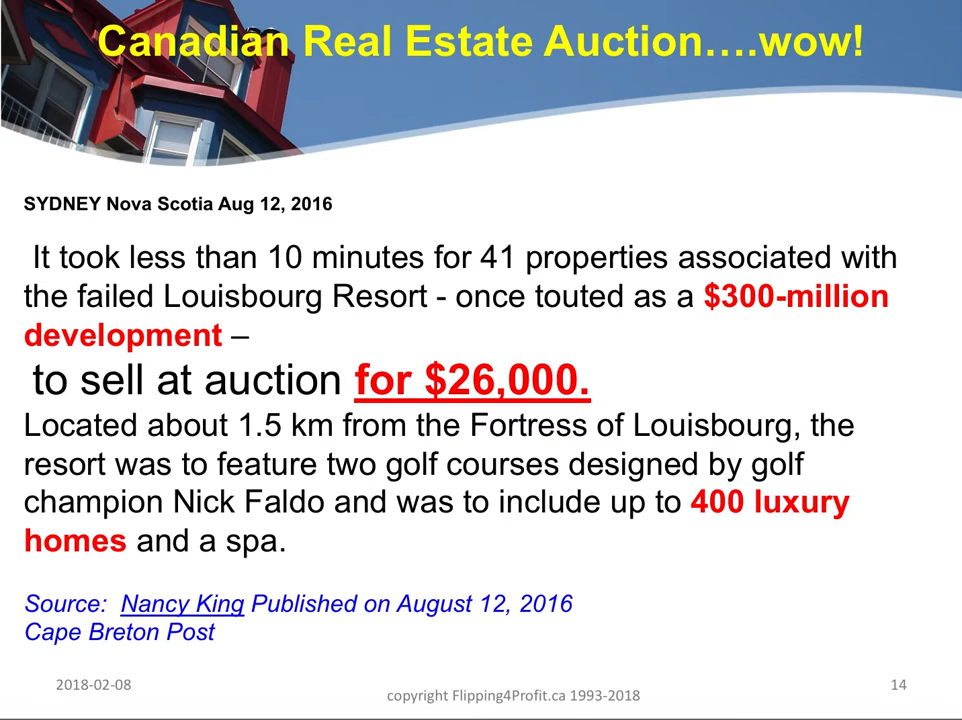 Canadian Real Estate Auction….wow!
SYDNEY Nova Scotia Aug 12, 2016
It took less than 10 minutes for 41 properties associated with
the failed Louisbourg Resort - once touted as a $300-million
development –
to sell at auction for $26,000.
Located about 1.5 km from the Fortress of Louisbourg, the
resort was to feature two golf courses designed by golf
champion Nick Faldo and was to include up to 400 luxury
homes and a spa.
Source: Nancy King Published on August 12, 2016
Cape Breton Post
2018-02-08
copyright Flipping4Profit.ca 1993-2018
14